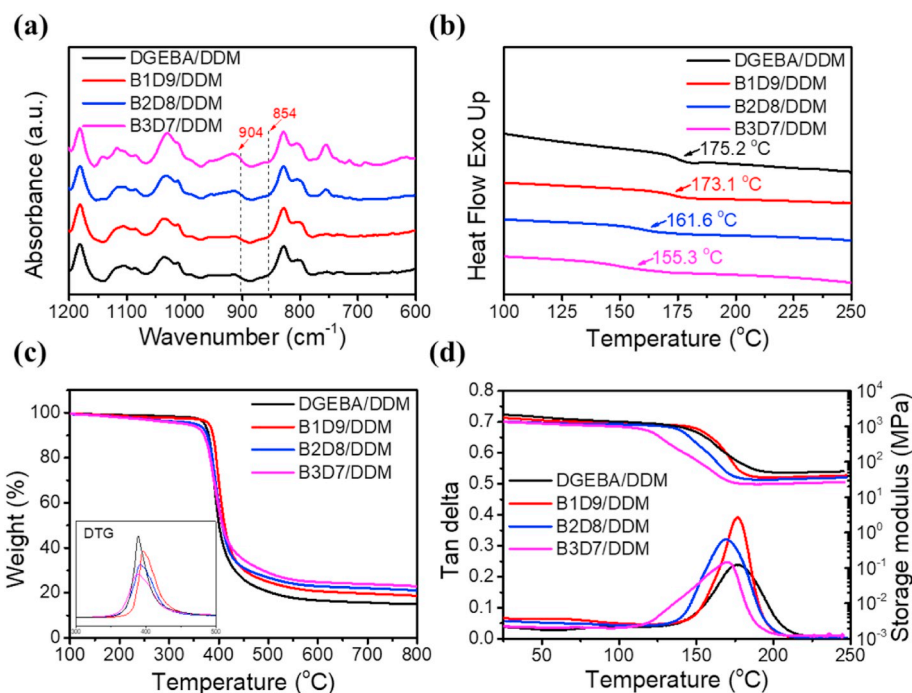 (a)
DGEBA/DDM
B1D9/DDM
B2D8/DDM
B3D7/DDM
904
854
Absorbance (a.u.)
1200 1100 1000 900 800 700 600
Wavenumber (cm⁻¹)
(b)
DGEBA/DDM
B1D9/DDM
B2D8/DDM
B3D7/DDM
175.2 °C
173.1 °C
161.6 °C
155.3 °C
Heat Flow Exo Up
100 125 150 175 200 225 250
Temperature (°C)
(c)
DGEBA/DDM
B1D9/DDM
B2D8/DDM
B3D7/DDM
100
80
60
40
20
0
Weight (%)
DTG
300 400 500
100 200 300 400 500 600 700 800
Temperature (°C)
(d)
0.8
0.7
0.6
0.5
0.4
0.3
0.2
0.1
0.0
Tan delta
DGEBA/DDM
B1D9/DDM
B2D8/DDM
B3D7/DDM
10⁴
10³
10²
10¹
10⁰
10⁻¹
10⁻²
10⁻³
Storage modulus (MPa)
50 100 150 200 250
Temperature (°C)